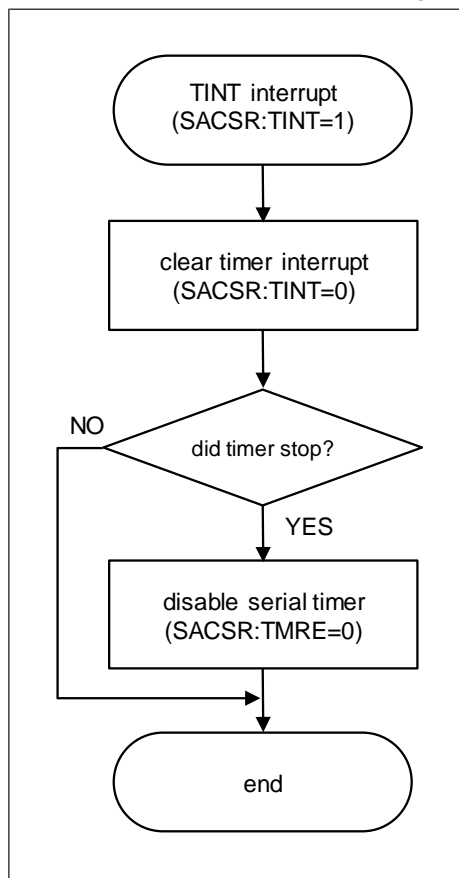 TINT interrupt
(SACSR:TINT=1)
clear timer interrupt
(SACSR:TINT=0)
NO
did timer stop?
YES
disable serial timer
(SACSR:TMRE=0)
end